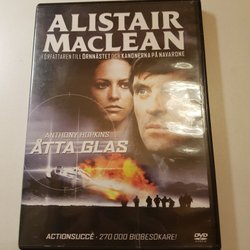 ALISTAIR
MACLEAN
FÖRFATTAREN TILL ÖRNNÄSTET OCH KANONERNA PÅ NAVARONE
ANTHONY HOPKINS
ÅTTA GLAS
ACTIONSUCCÉ - 270 000 BIOBESÖKARE!
DVD